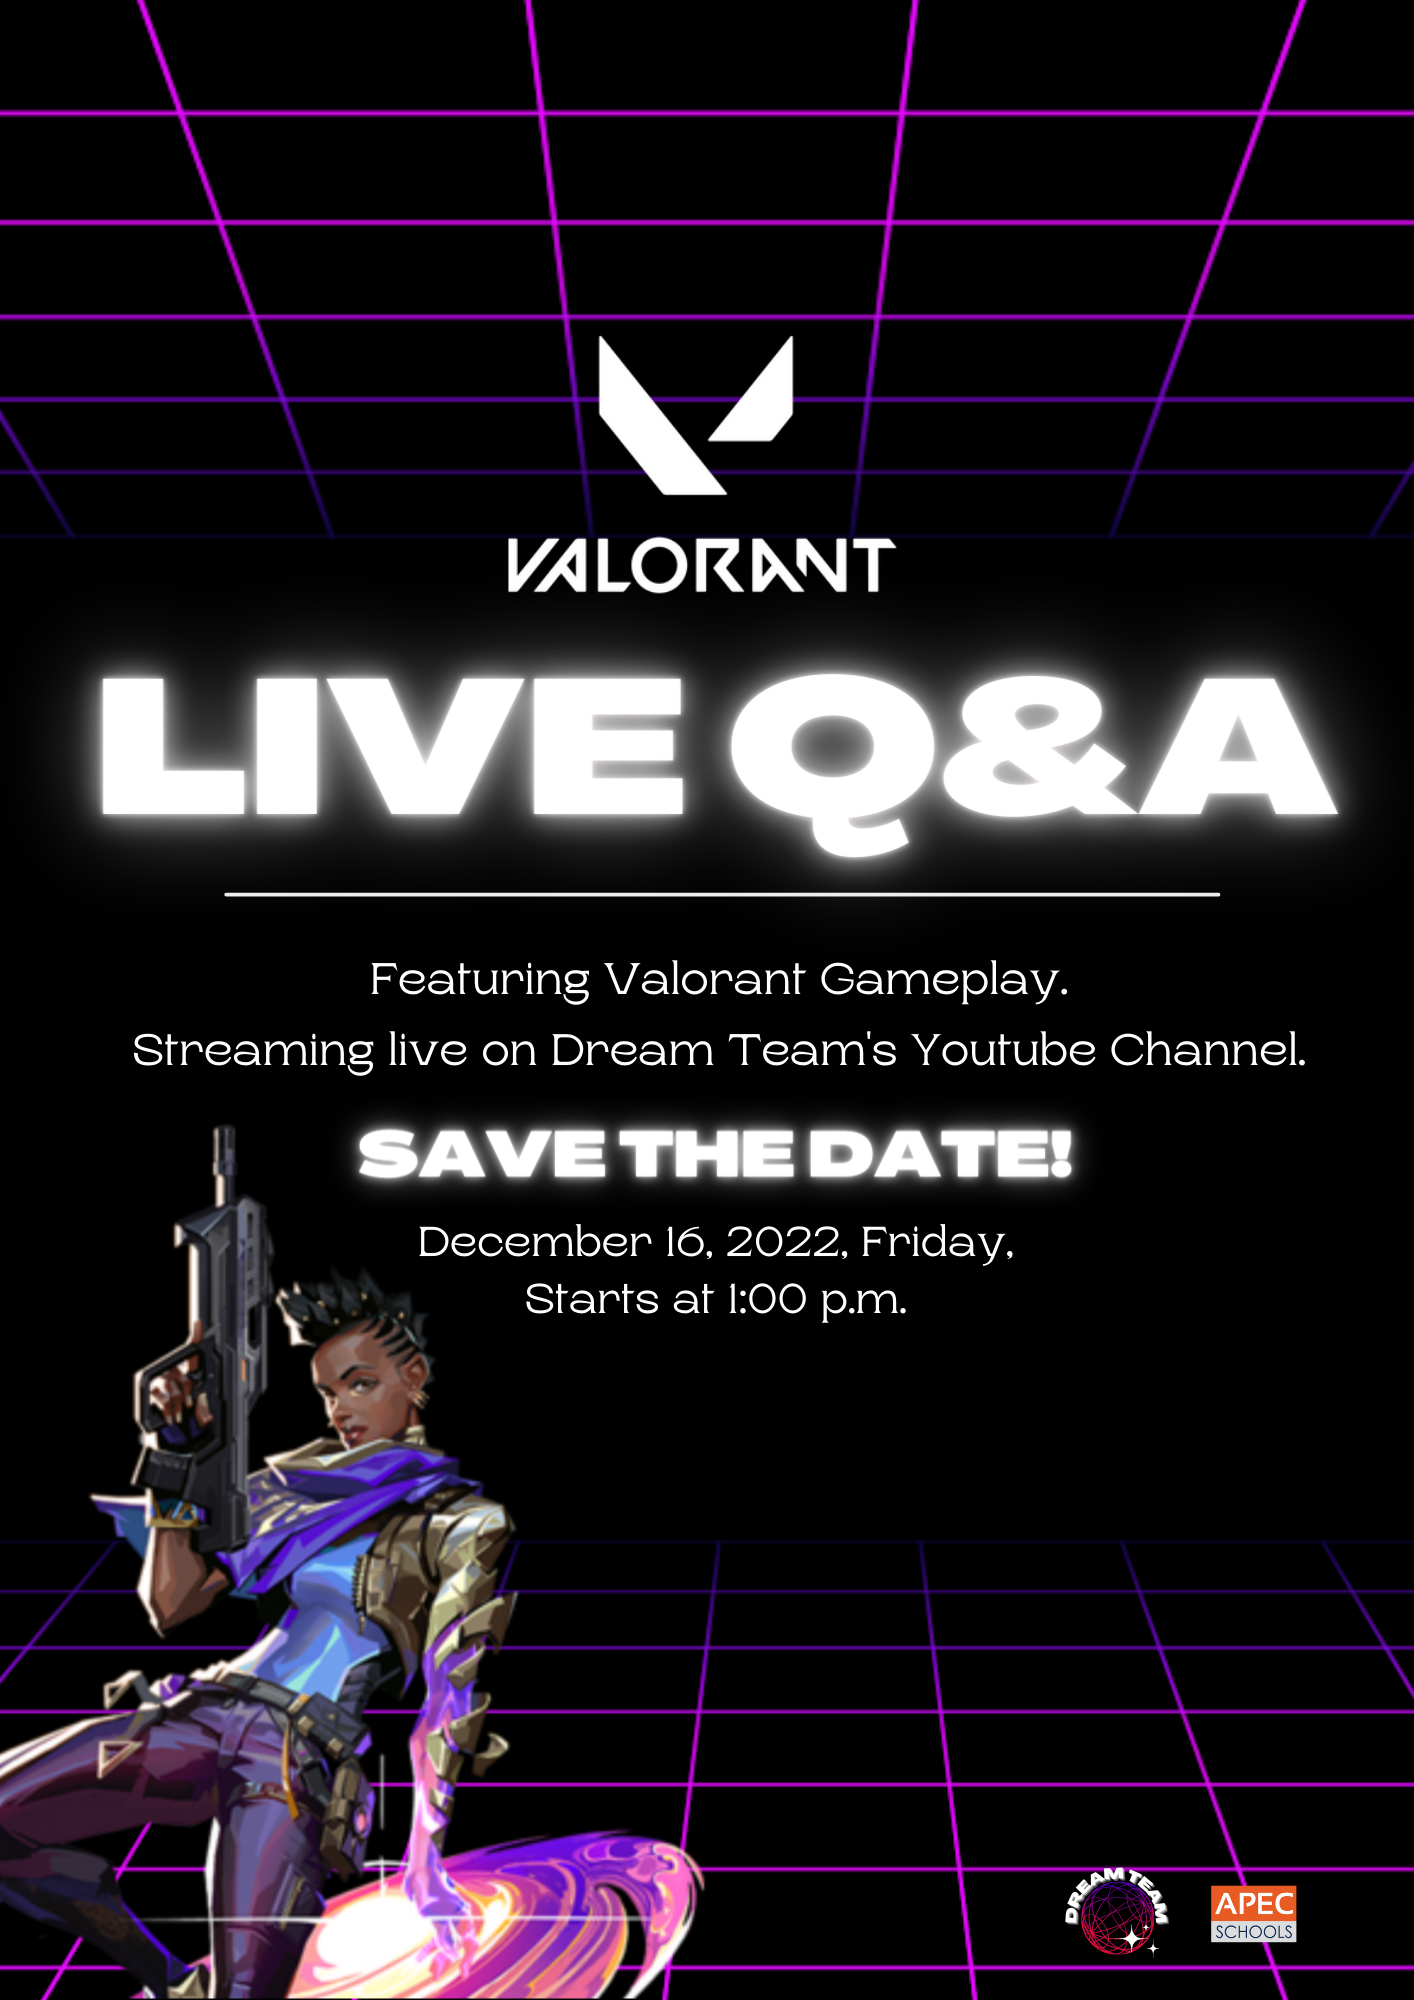 VALORANT
LIVE Q&A
Featuring Valorant Gameplay.
Streaming live on Dream Team's Youtube Channel.
SAVE THE DATE!
December 16, 2022, Friday,
Starts at 1:00 p.m.
DREAM TEAM
APEC
SCHOOLS